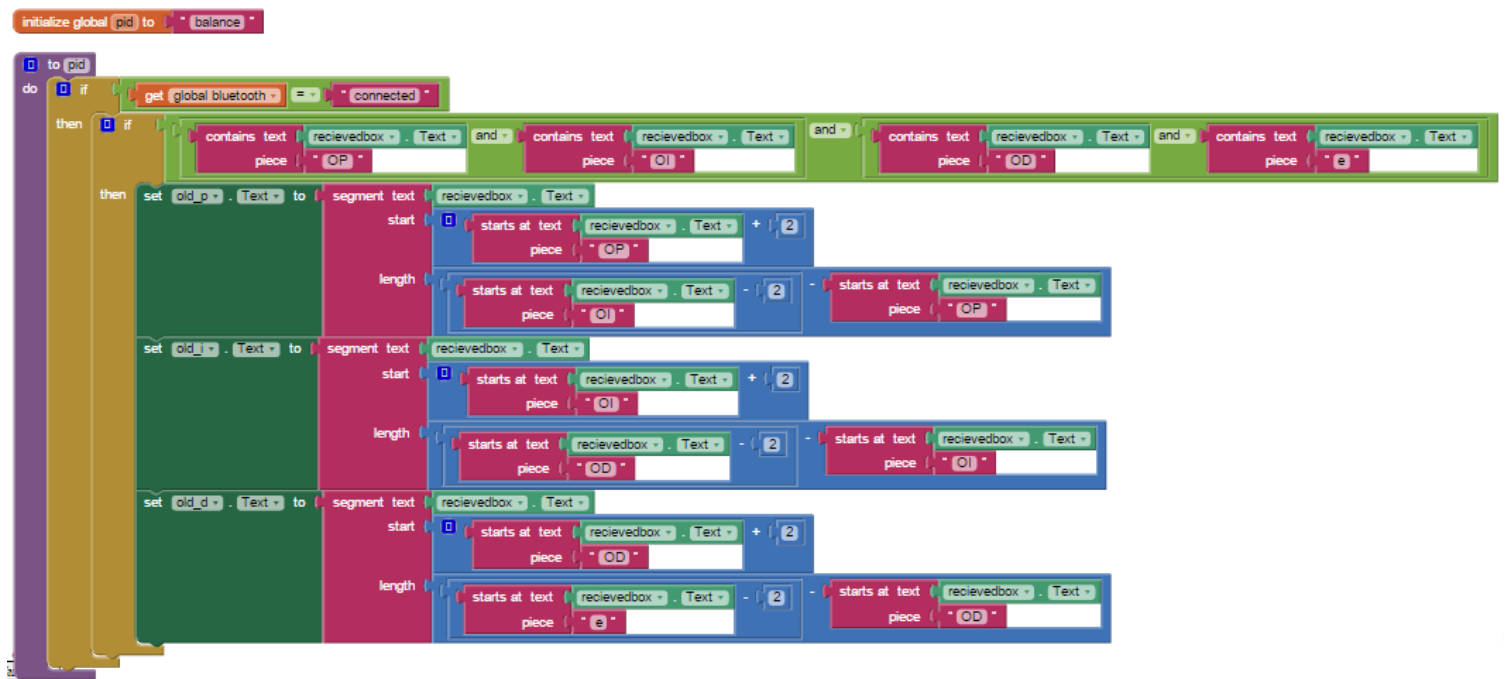 initialize global pid to " balance "
to pid
do if get global bluetooth = " connected "
then if contains text recievedbox . Text and contains text recievedbox . Text and contains text recievedbox . Text and contains text recievedbox . Text
piece " OP " piece " OI " piece " OD " piece " e "
then set old_p . Text to segment text recievedbox . Text
start starts at text recievedbox . Text + 2
piece " OP "
length starts at text recievedbox . Text - 2 - starts at text recievedbox . Text
piece " OI " piece " OP "
set old_i . Text to segment text recievedbox . Text
start starts at text recievedbox . Text + 2
piece " OI "
length starts at text recievedbox . Text - 2 - starts at text recievedbox . Text
piece " OD " piece " OI "
set old_d . Text to segment text recievedbox . Text
start starts at text recievedbox . Text + 2
piece " OD "
length starts at text recievedbox . Text - 2 - starts at text recievedbox . Text
piece " e " piece " OD "